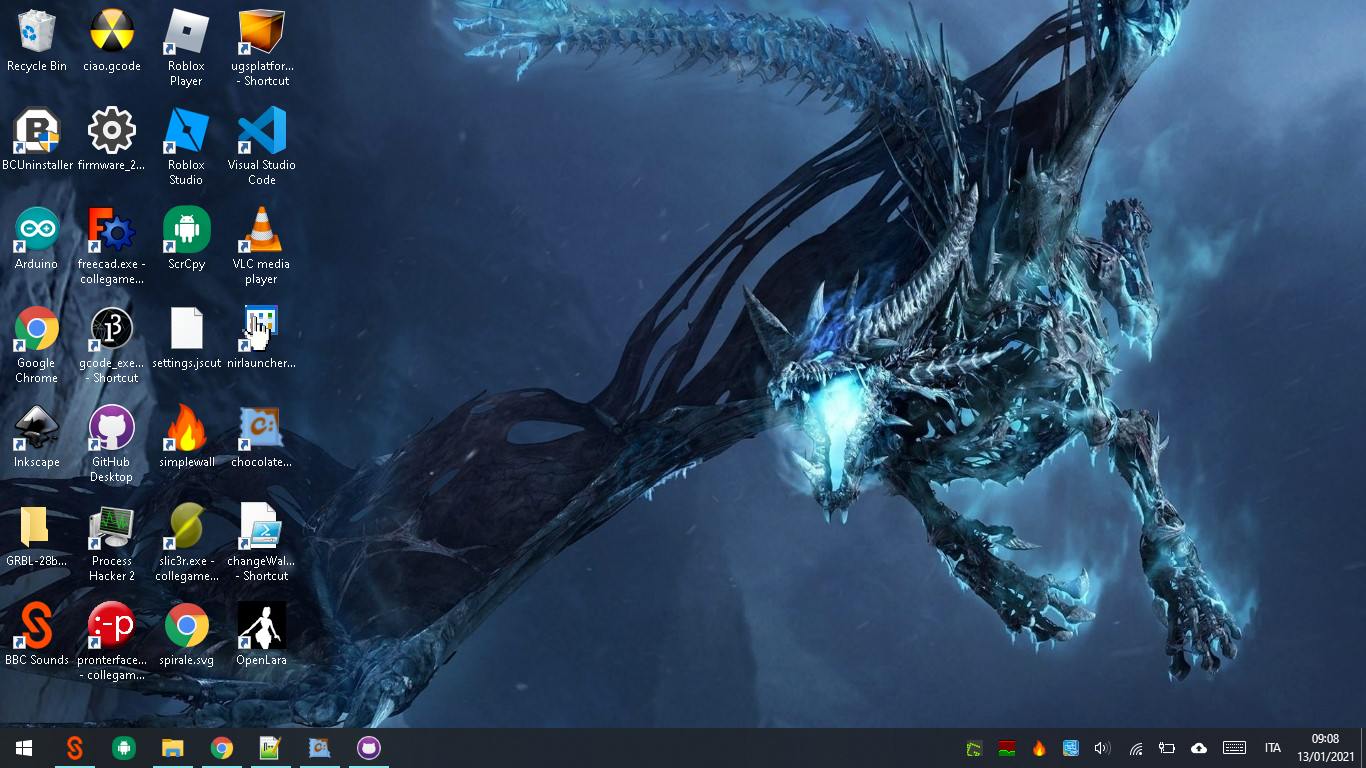 Recycle Bin
ciao.gcode
Roblox
Player
ugsplatfor...
- Shortcut
BCUninstaller
firmware_2...
Roblox
Studio
Visual Studio
Code
Arduino
freecad.exe -
collegame...
ScrCpy
VLC media
player
Google
Chrome
gcode_exe...
- Shortcut
settings.jscut
nirlauncher...
Inkscape
GitHub
Desktop
simplewall
chocolate...
GRBL-28b...
Process
Hacker 2
slic3r.exe -
collegame...
changeWal...
- Shortcut
BBC Sounds
pronterface...
- collegam...
spirale.svg
OpenLara
ITA
09:08
13/01/2021